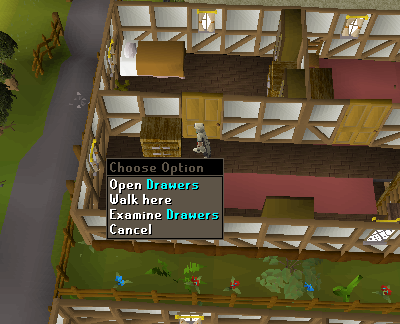 Choose Option
Open Drawers
Walk here
Examine Drawers
Cancel